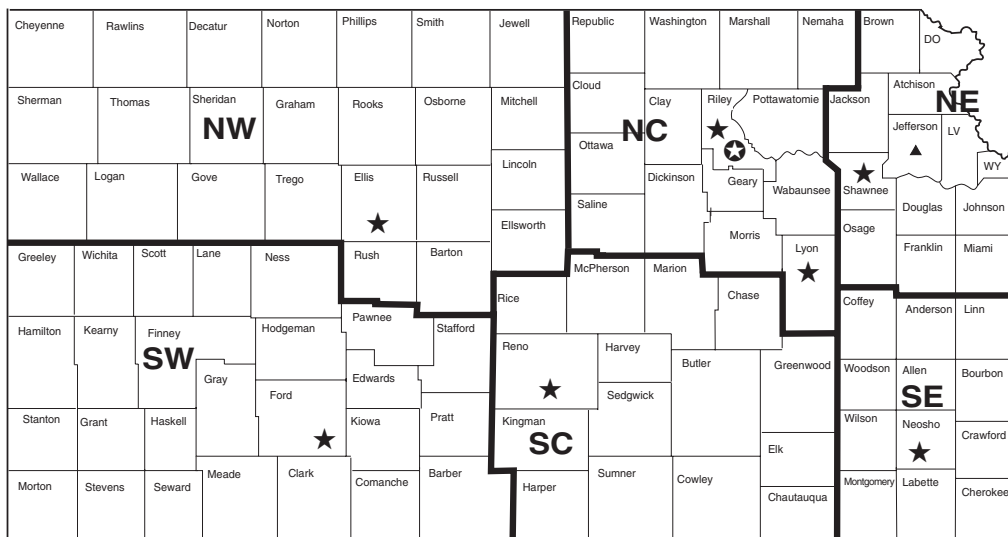 Cheyenne
Rawlins
Decatur
Norton
Phillips
Smith
Jewell
Republic
Washington
Marshall
Nemaha
Brown
DO
Sherman
Thomas
Sheridan
Graham
Rooks
Osborne
Mitchell
Cloud
Clay
Riley
Pottawatomie
Jackson
Atchison
NW
NC
NE
Jefferson
LV
Ottawa
Lincoln
WY
Wallace
Logan
Gove
Trego
Ellis
Russell
Dickinson
Geary
Wabaunsee
Shawnee
Saline
Douglas
Johnson
Ellsworth
Morris
Lyon
Osage
Franklin
Miami
Greeley
Wichita
Scott
Lane
Ness
Rush
Barton
McPherson
Marion
Rice
Chase
Coffey
Anderson
Linn
Hamilton
Kearny
Finney
Hodgeman
Pawnee
Stafford
SW
Reno
Harvey
Butler
Greenwood
Woodson
Allen
Bourbon
Gray
Ford
Edwards
SE
Sedgwick
Stanton
Grant
Haskell
Kiowa
Pratt
Kingman
SC
Wilson
Neosho
Crawford
Elk
Morton
Stevens
Seward
Meade
Clark
Comanche
Barber
Harper
Sumner
Cowley
Chautauqua
Montgomery
Labette
Cherokee